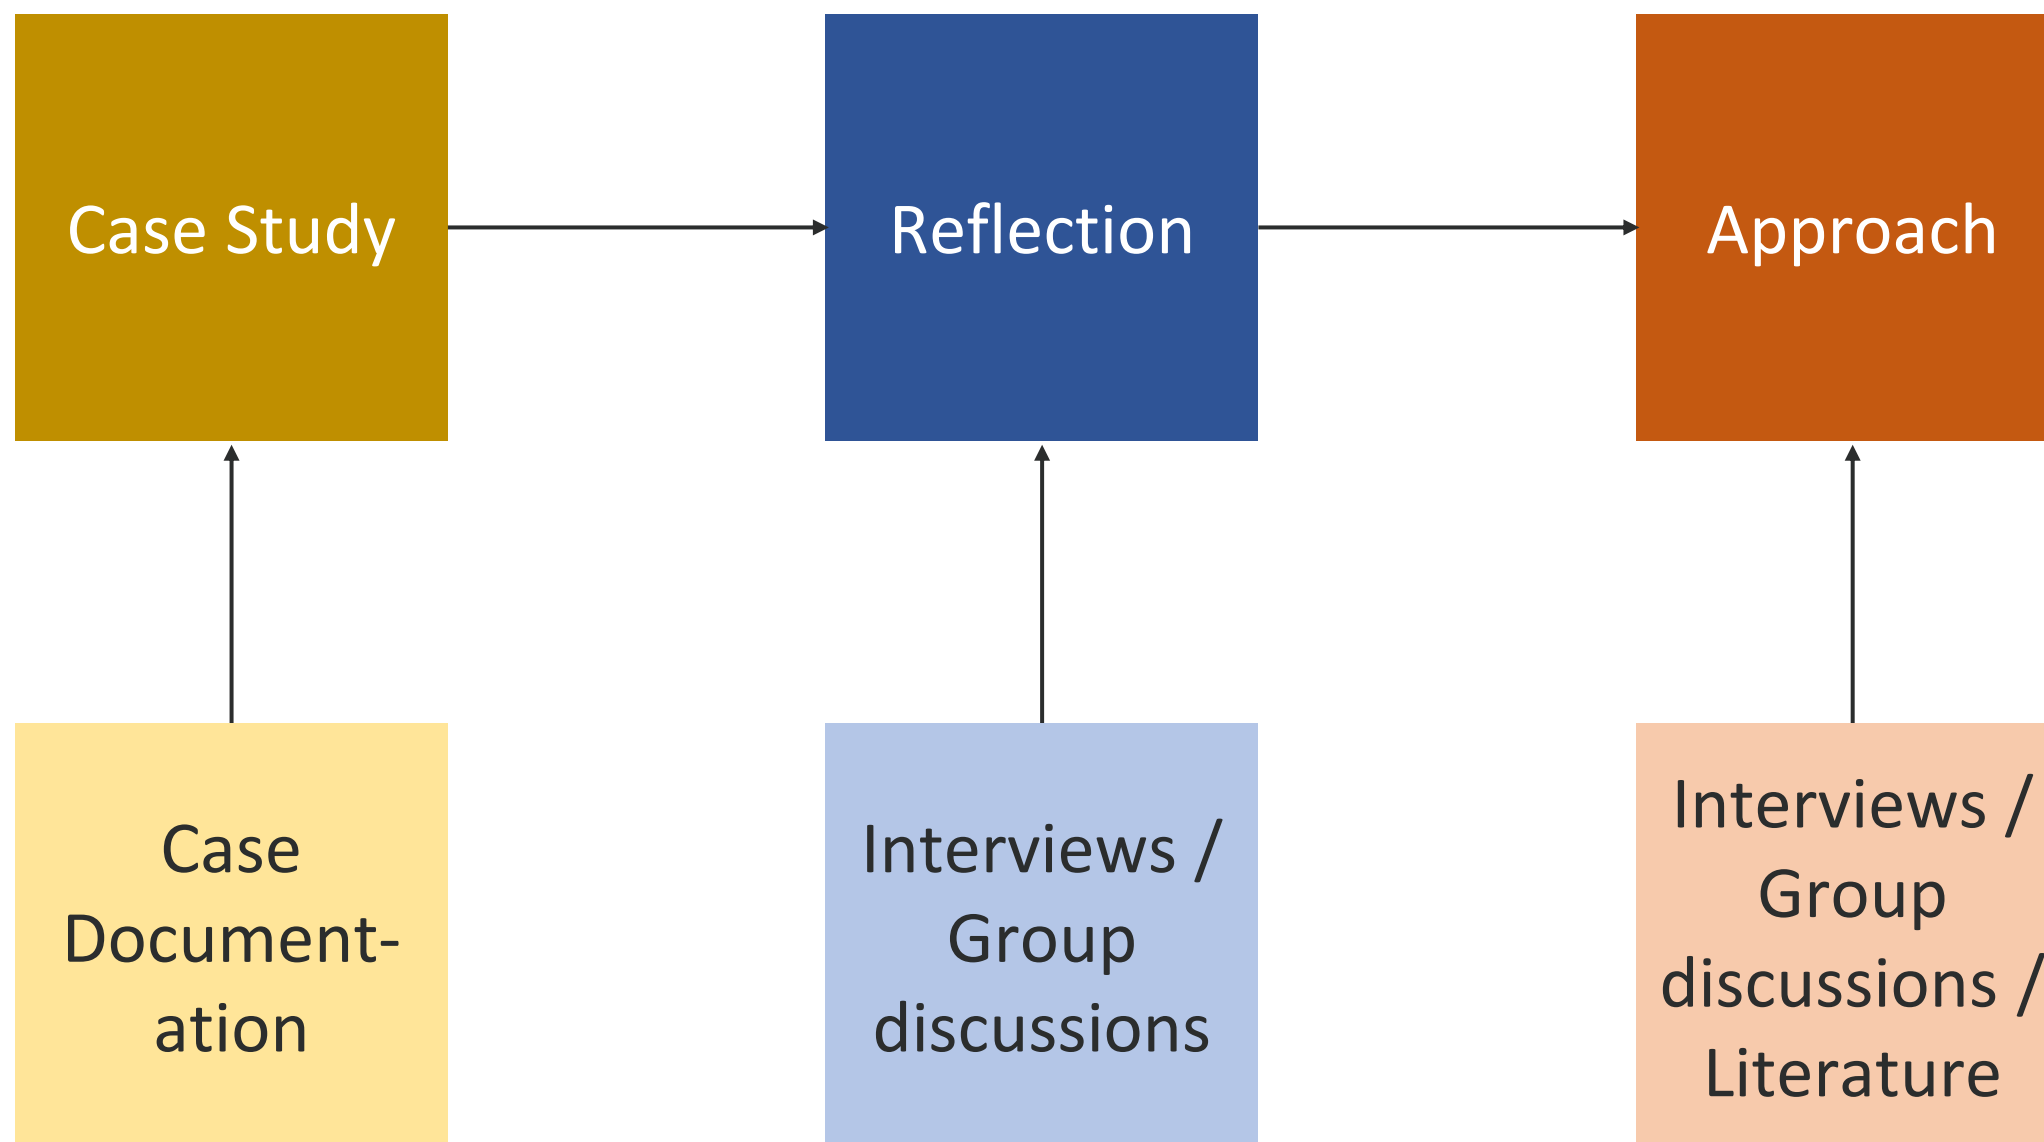 Case Study
Reflection
Approach
Case
Document-
ation
Interviews /
Group
discussions
Interviews /
Group
discussions /
Literature